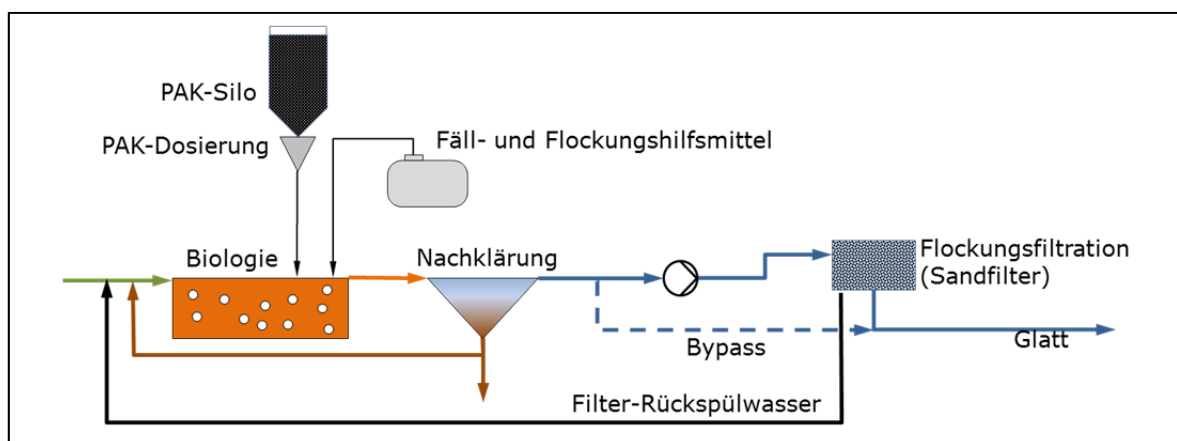 PAK-Silo
PAK-Dosierung
Fäll- und Flockungshilfsmittel
Biologie
Nachklärung
Flockungsfiltration
(Sandfilter)
Bypass
Glatt
Filter-Rückspülwasser